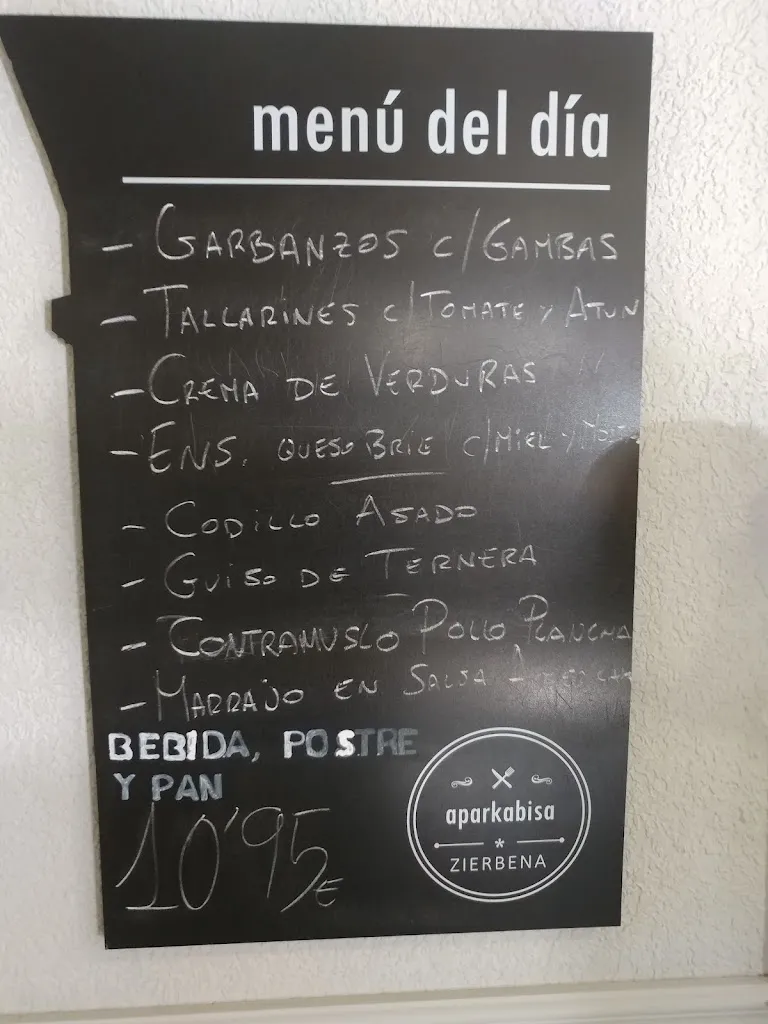 menú del día
- GARBANZOS C/GAMBAS
- TALLARINES C/TOMATE Y ATUN
- CREMA DE VERDURAS
- ENS. QUESO BRIE C/MIEL Y
- CODILLO ASADO
- GUISO DE TERNERA
- CONTRAMUSLO POLLO PLANCHA
- MARRAJO EN SALSA
BEBIDA, POSTRE
Y PAN
10'95€
aparkabisa
*
ZIERBENA